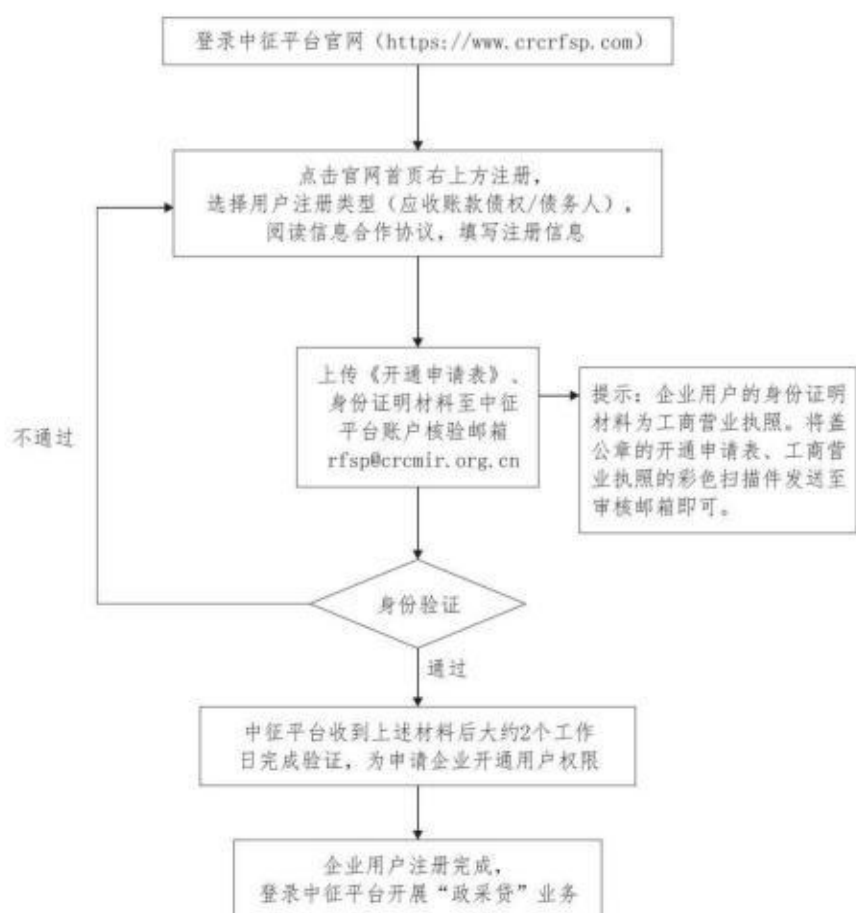 登录中征平台官网（https://www.crcrfsp.com）
点击官网首页右上方注册，
选择用户注册类型（应收账款债权/债务人），
阅读信息合作协议，填写注册信息
上传《开通申请表》、
身份证明材料至中征
平台账户核验邮箱
rfsp@crcmir.org.cn
提示：企业用户的身份证明
材料为工商营业执照。将盖
公章的开通申请表、工商营
业执照的彩色扫描件发送至
审核邮箱即可。
不通过
身份验证
通过
中征平台收到上述材料后大约2个工作
日完成验证，为申请企业开通用户权限
企业用户注册完成，
登录中征平台开展“政采贷”业务